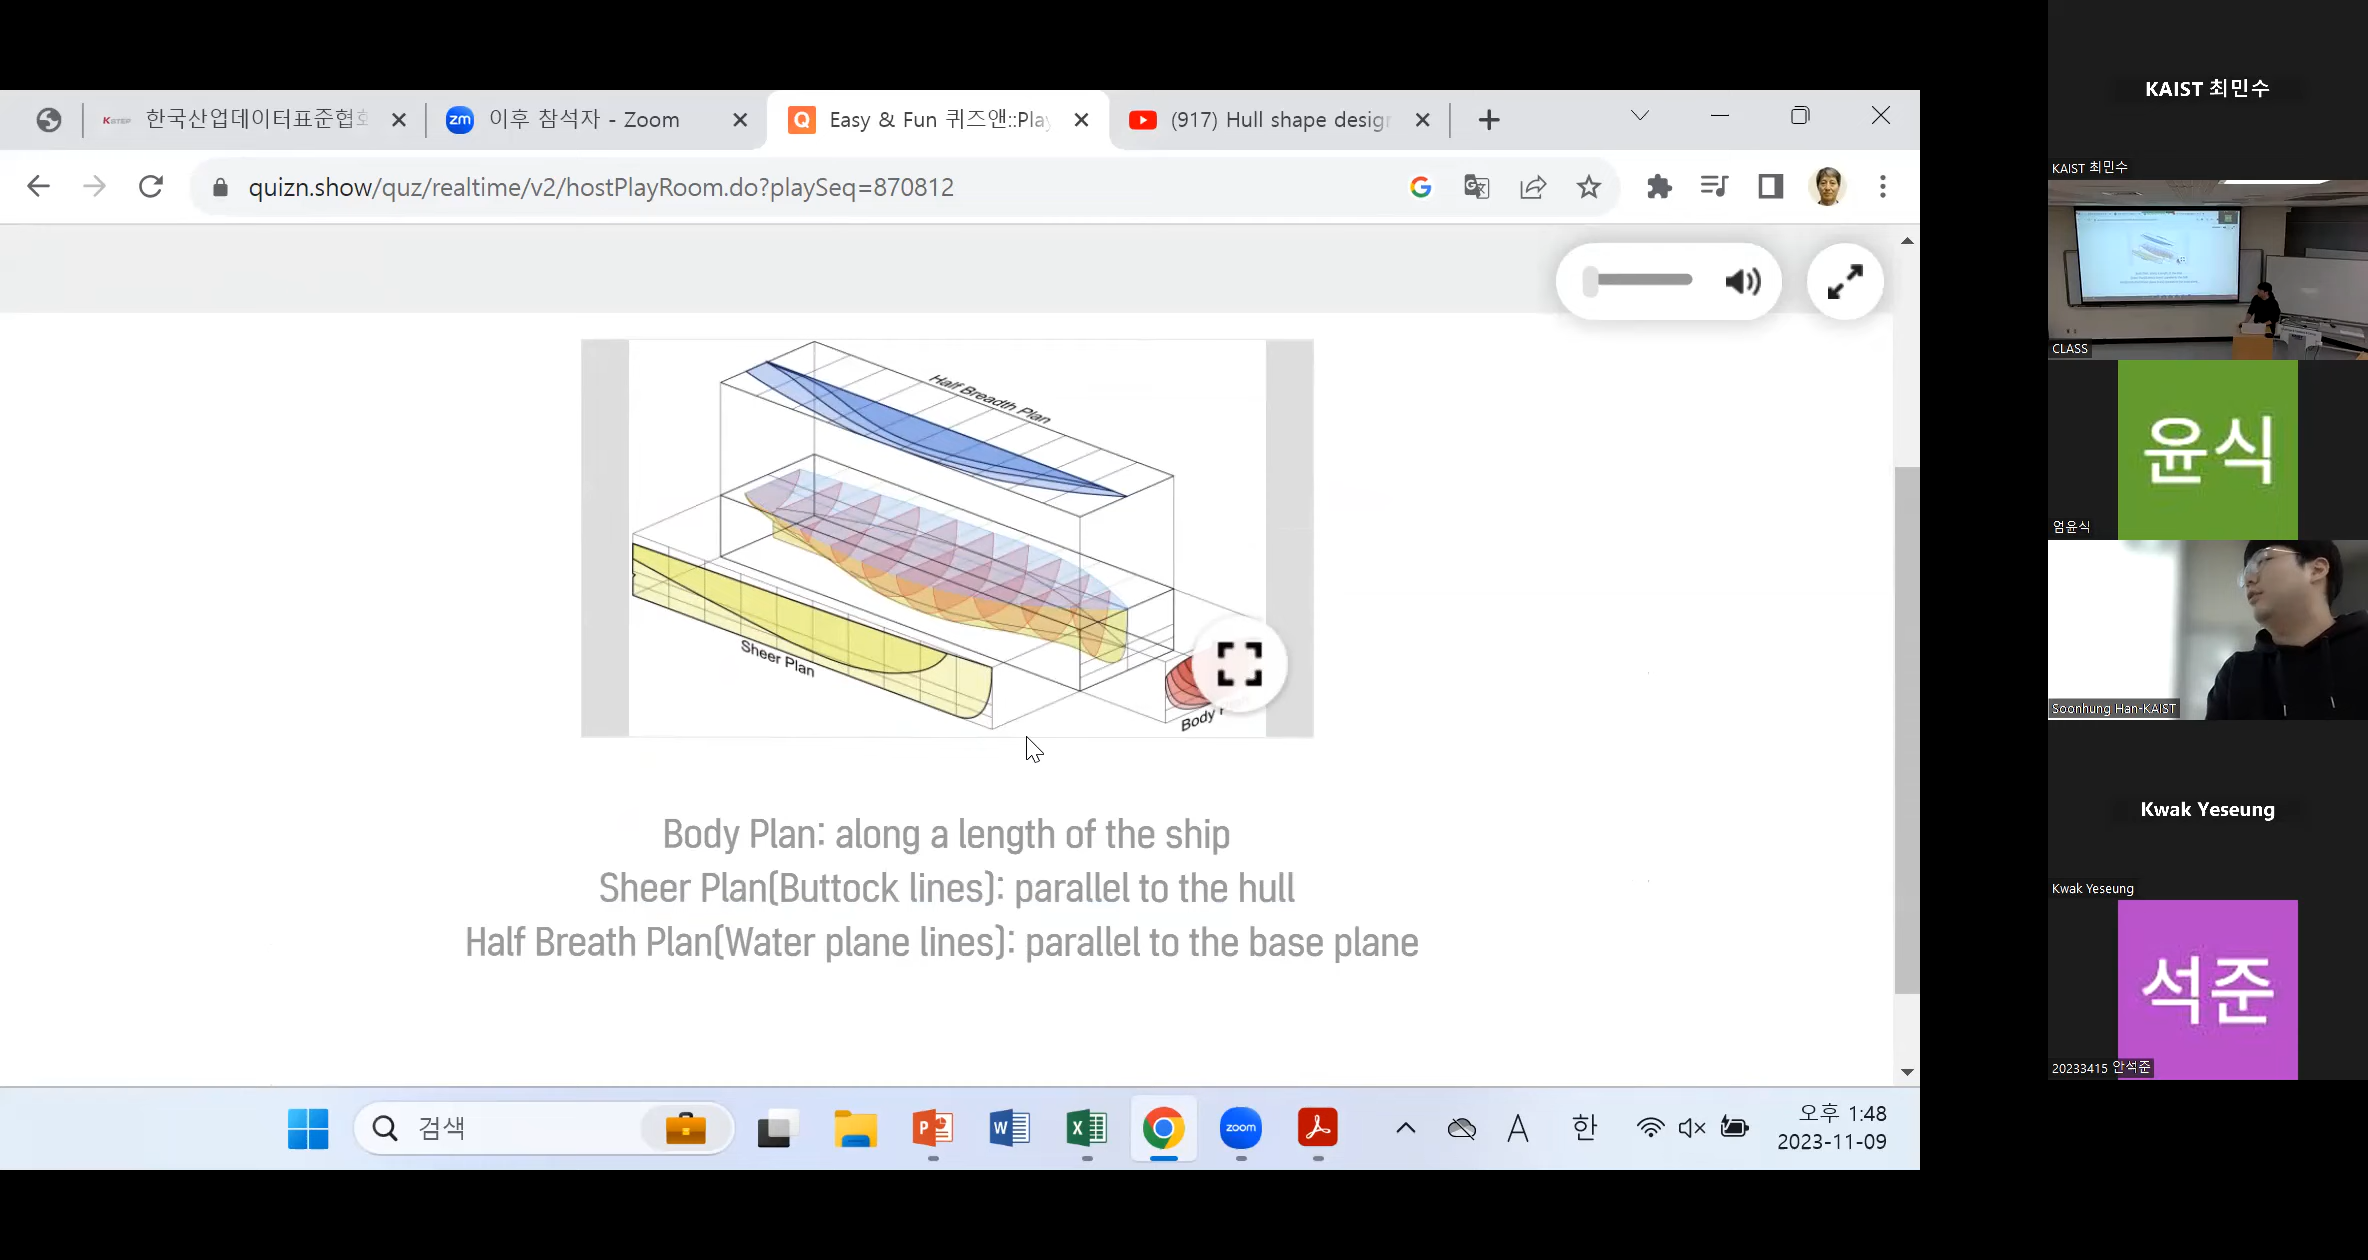 한국산업데이터표준협회
이후 참석자 - Zoom
Easy & Fun 퀴즈앤::Play
(917) Hull shape design
quizn.show/quz/realtime/v2/hostPlayRoom.do?playSeq=870812
Half Breadth Plan
Sheer Plan
Body
Body Plan: along a length of the ship
Sheer Plan(Buttock lines): parallel to the hull
Half Breath Plan(Water plane lines): parallel to the base plane
검색
zoom
A
한
오후 1:48
2023-11-09
KAIST 최민수
KAIST 최민수
CLASS
윤식
엄윤식
Soonhung Han-KAIST
Kwak Yeseung
Kwak Yeseung
석준
20233415 안석준